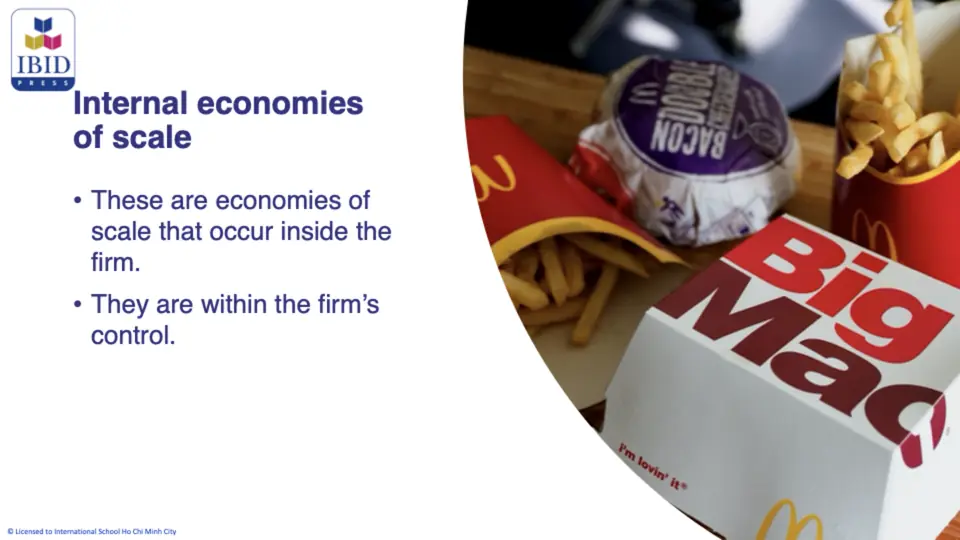 IBID
PRESS
Internal economies
of scale
• These are economies of
scale that occur inside the
firm.
• They are within the firm’s
control.
BACON
DOUBLE
Big
Mac
i'm lovin' it®
© Licensed to International School Ho Chi Minh City